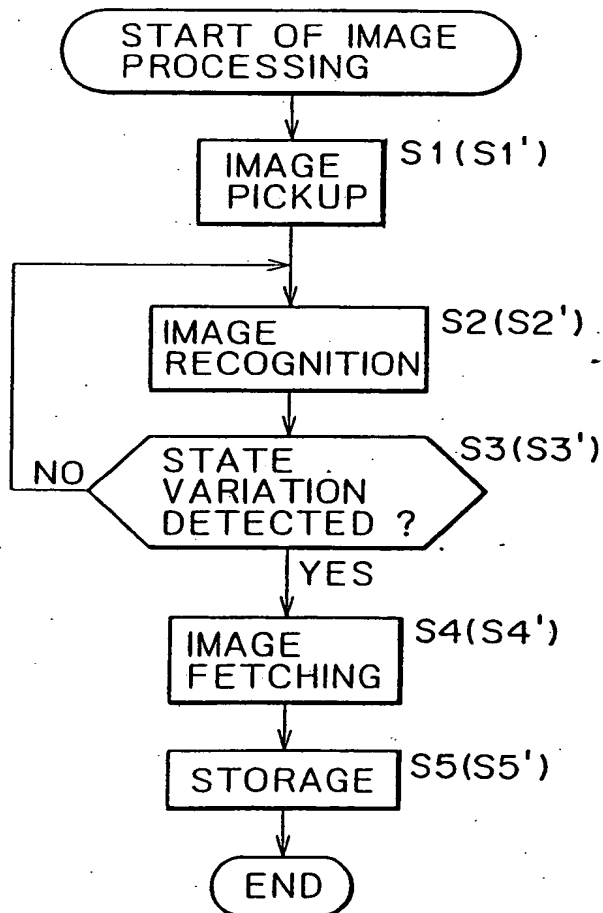 START OF IMAGE
PROCESSING
IMAGE
PICKUP
S1(S1')
IMAGE
RECOGNITION
S2(S2')
STATE
VARIATION
DETECTED ?
S3(S3')
NO
YES
IMAGE
FETCHING
S4(S4')
STORAGE
S5(S5')
END